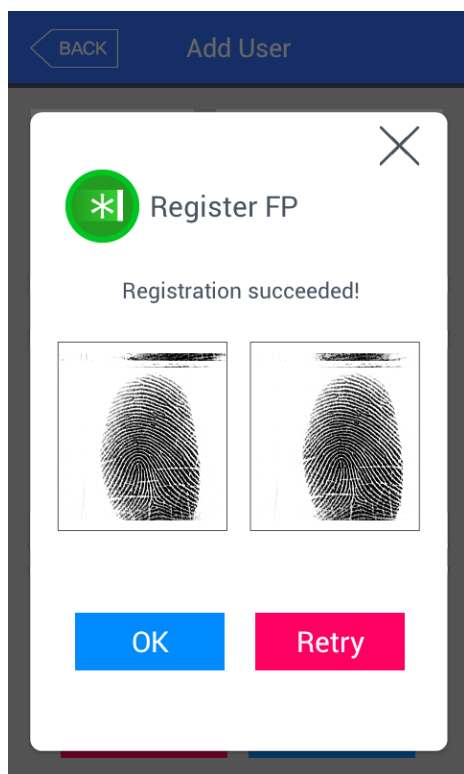 BACK
Add User
Register FP
Registration succeeded!
OK
Retry